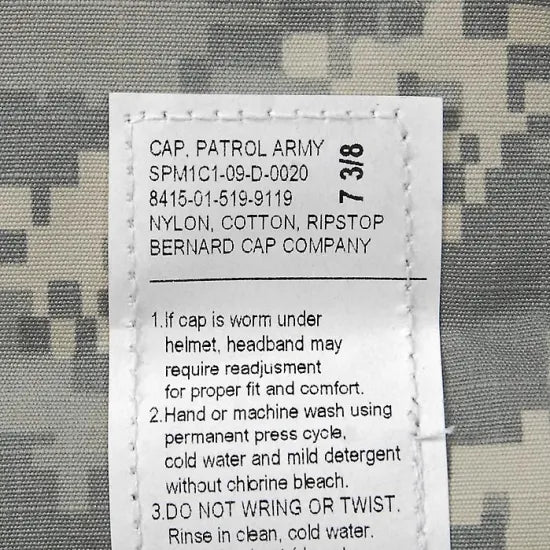 CAP, PATROL ARMY
SPM1C1-09-D-0020
8415-01-519-9119
NYLON, COTTON, RIPSTOP
BERNARD CAP COMPANY
7 3/8
1.If cap is worm under
helmet, headband may
require readjusment
for proper fit and comfort.
2.Hand or machine wash using
permanent press cycle,
cold water and mild detergent
without chlorine bleach.
3.DO NOT WRING OR TWIST.
Rinse in clean, cold water.